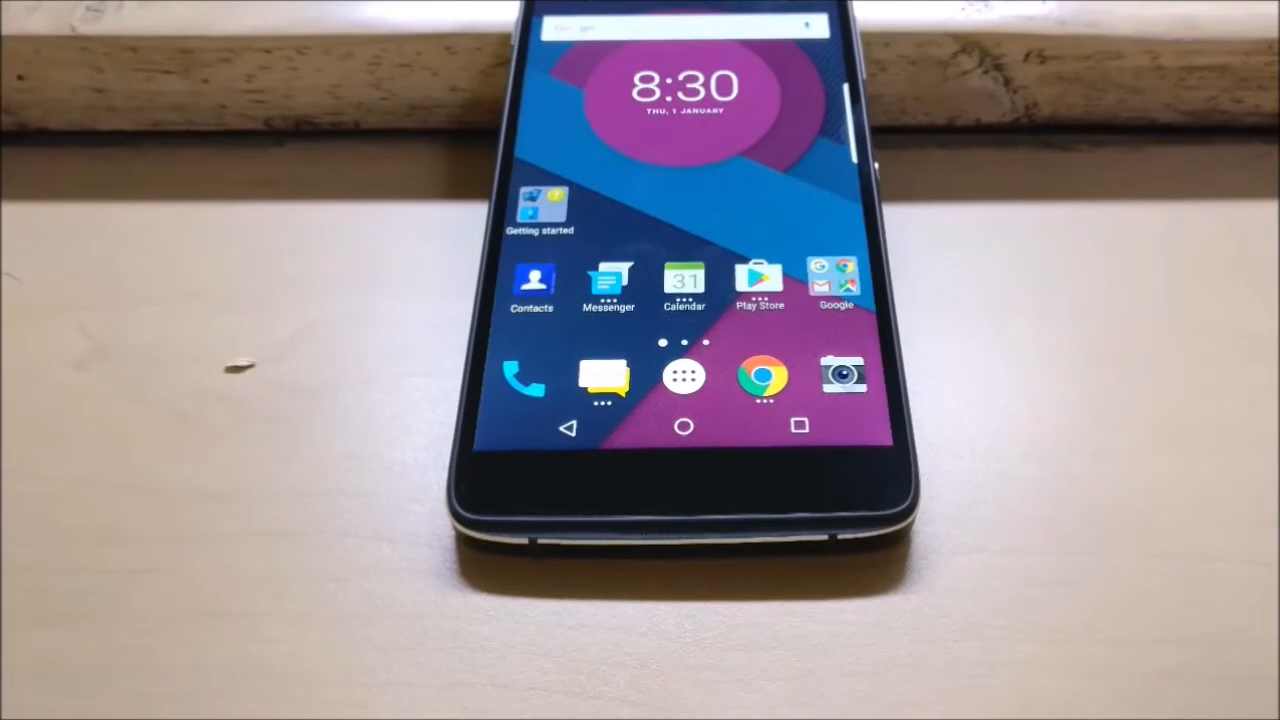 8:30
THU, 1 JANUARY
Getting started
31
Contacts
Messenger
Calendar
Play Store
Google